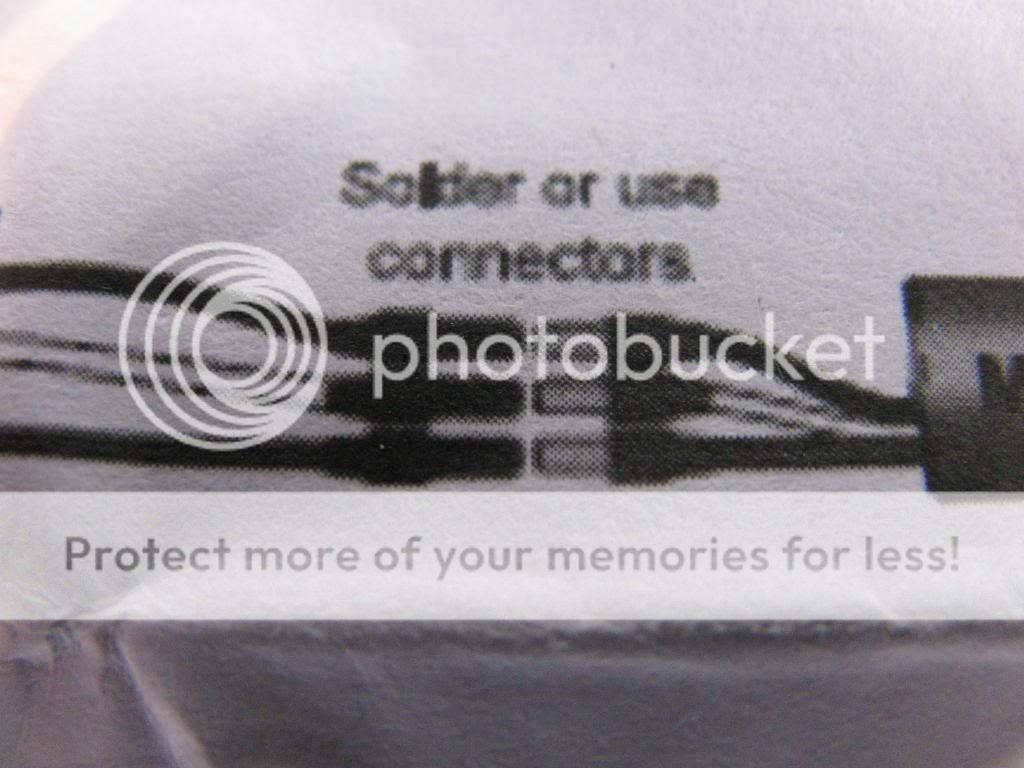 Solder or use
connectors.
photobucket
M
Protect more of your memories for less!